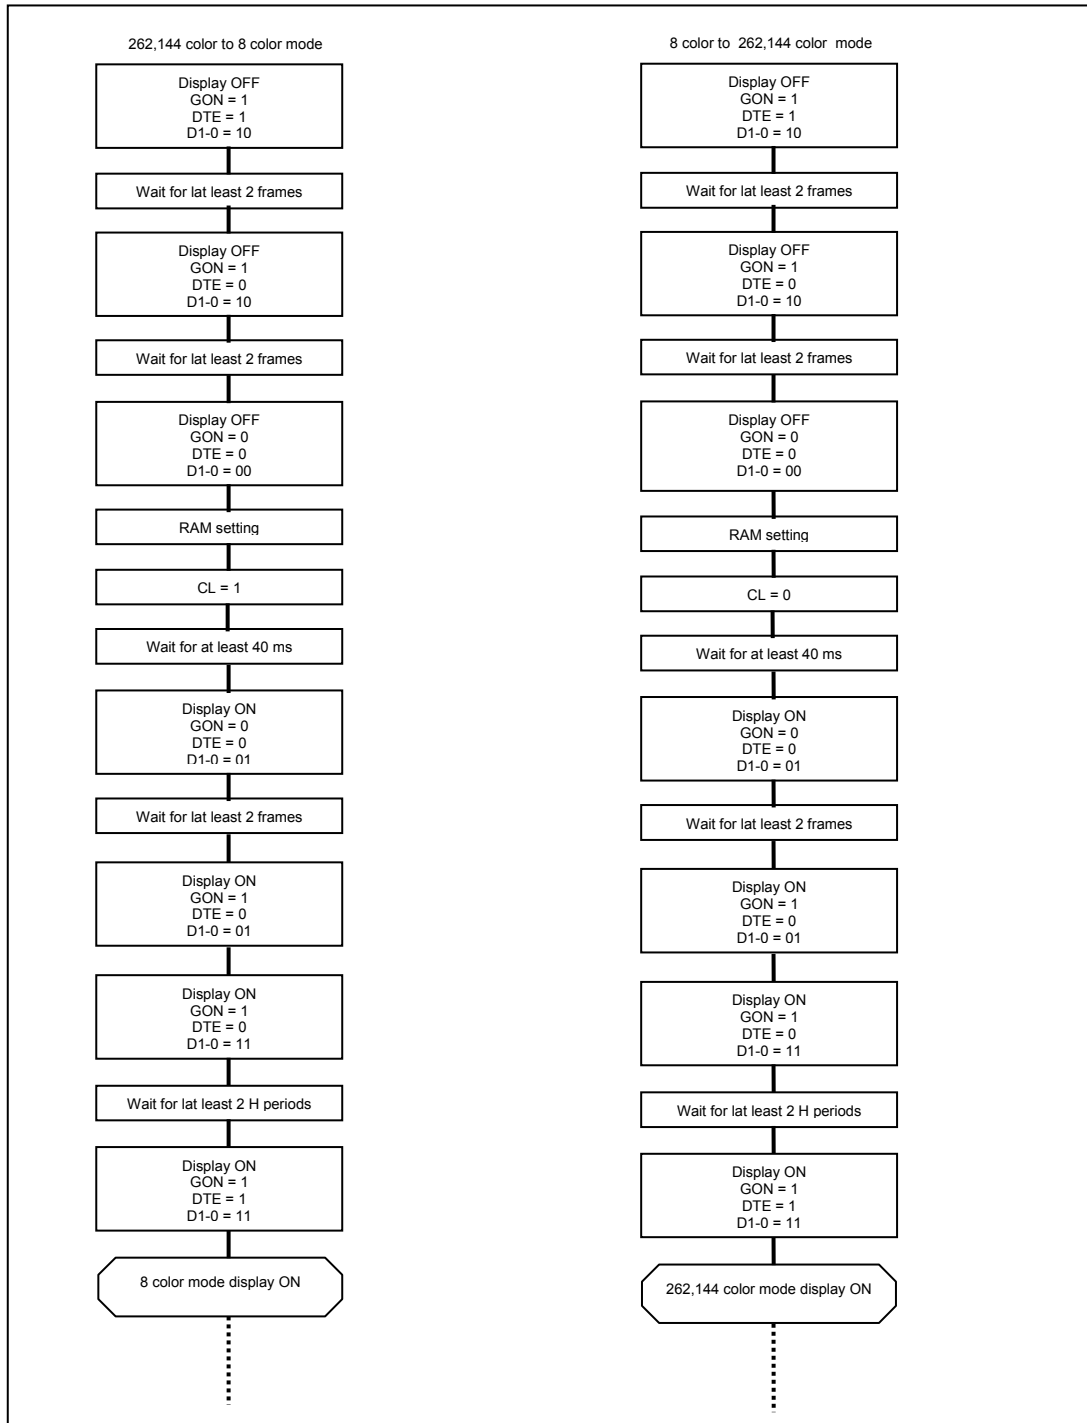 262,144 color to 8 color mode
Display OFF
GON = 1
DTE = 1
D1-0 = 10
Wait for lat least 2 frames
Display OFF
GON = 1
DTE = 0
D1-0 = 10
Wait for lat least 2 frames
Display OFF
GON = 0
DTE = 0
D1-0 = 00
RAM setting
CL = 1
Wait for at least 40 ms
Display ON
GON = 0
DTE = 0
D1-0 = 01
Wait for lat least 2 frames
Display ON
GON = 1
DTE = 0
D1-0 = 01
Display ON
GON = 1
DTE = 0
D1-0 = 11
Wait for lat least 2 H periods
Display ON
GON = 1
DTE = 1
D1-0 = 11
8 color mode display ON
8 color to 262,144 color mode
Display OFF
GON = 1
DTE = 1
D1-0 = 10
Wait for lat least 2 frames
Display OFF
GON = 1
DTE = 0
D1-0 = 10
Wait for lat least 2 frames
Display OFF
GON = 0
DTE = 0
D1-0 = 00
RAM setting
CL = 0
Wait for at least 40 ms
Display ON
GON = 0
DTE = 0
D1-0 = 01
Wait for lat least 2 frames
Display ON
GON = 1
DTE = 0
D1-0 = 01
Display ON
GON = 1
DTE = 0
D1-0 = 11
Wait for lat least 2 H periods
Display ON
GON = 1
DTE = 1
D1-0 = 11
262,144 color mode display ON